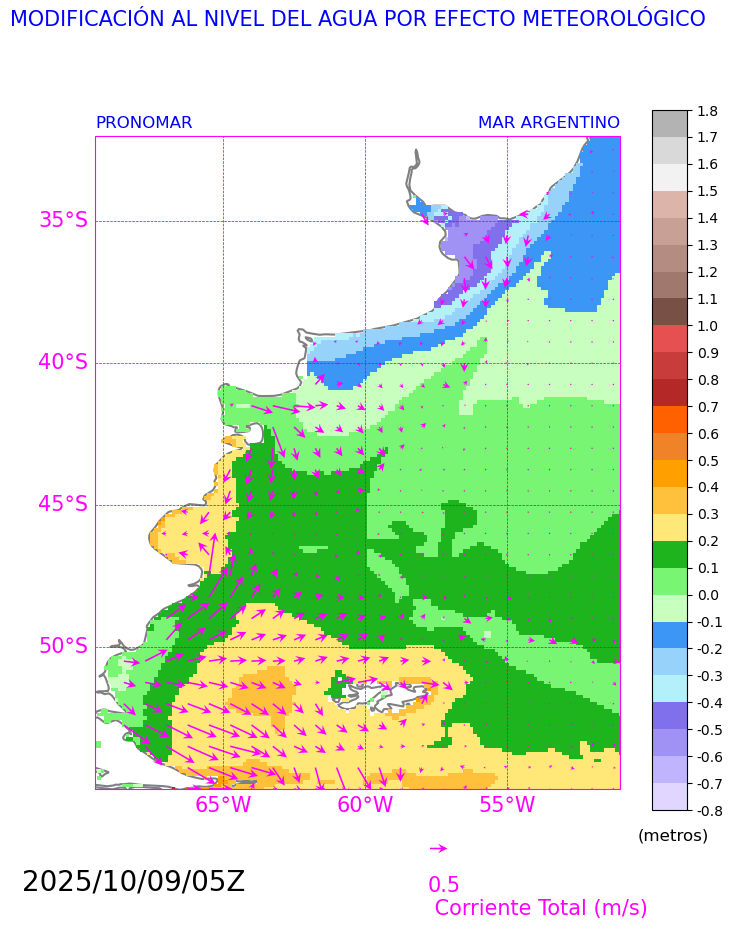 MODIFICACIÓN AL NIVEL DEL AGUA POR EFECTO METEOROLÓGICO
PRONOMAR
MAR ARGENTINO
1.8
1.7
1.6
1.5
1.4
1.3
1.2
1.1
1.0
0.9
0.8
0.7
0.6
0.5
0.4
0.3
0.2
0.1
0.0
-0.1
-0.2
-0.3
-0.4
-0.5
-0.6
-0.7
-0.8
(metros)
35°S
40°S
45°S
50°S
65°W
60°W
55°W
2025/10/09/05Z
0.5
Corriente Total (m/s)